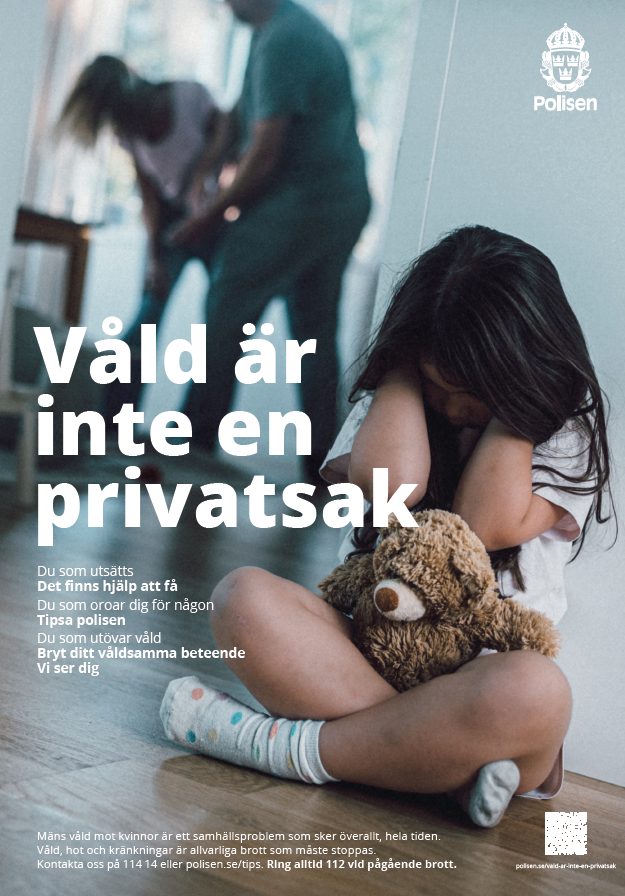 Polisen
Våld är
inte en
privatsak
Du som utsätts
Det finns hjälp att få
Du som oroar dig för någon
Tipsa polisen
Du som utövar våld
Bryt ditt våldsamma beteende
Vi ser dig
Mäns våld mot kvinnor är ett samhällsproblem som sker överallt, hela tiden.
Våld, hot och kränkningar är allvarliga brott som måste stoppas.
Kontakta oss på 114 14 eller polisen.se/tips. Ring alltid 112 vid pågående brott.
polisen.se/vald-ar-inte-en-privatsak